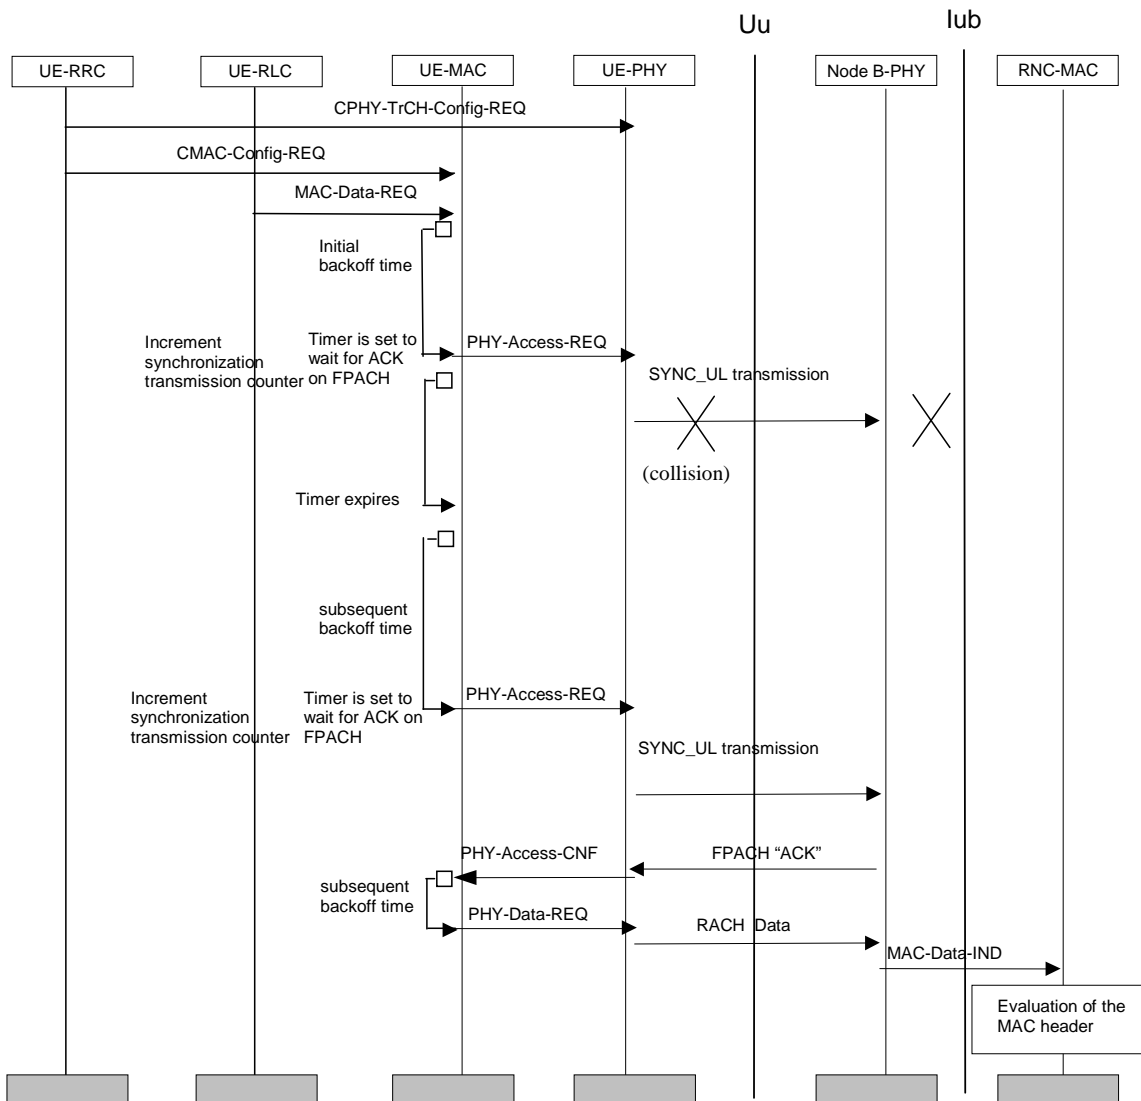 Uu
Iub
UE-RRC
UE-RLC
UE-MAC
UE-PHY
Node B-PHY
RNC-MAC
CPHY-TrCH-Config-REQ
CMAC-Config-REQ
MAC-Data-REQ
Initial
backoff time
Increment
synchronization
transmission counter
Timer is set to
wait for ACK
on FPACH
PHY-Access-REQ
SYNC_UL transmission
(collision)
Timer expires
subsequent
backoff time
Increment
synchronization
transmission counter
Timer is set to
wait for ACK on
FPACH
PHY-Access-REQ
SYNC_UL transmission
PHY-Access-CNF
FPACH “ACK”
subsequent
backoff time
PHY-Data-REQ
RACH Data
MAC-Data-IND
Evaluation of the
MAC header